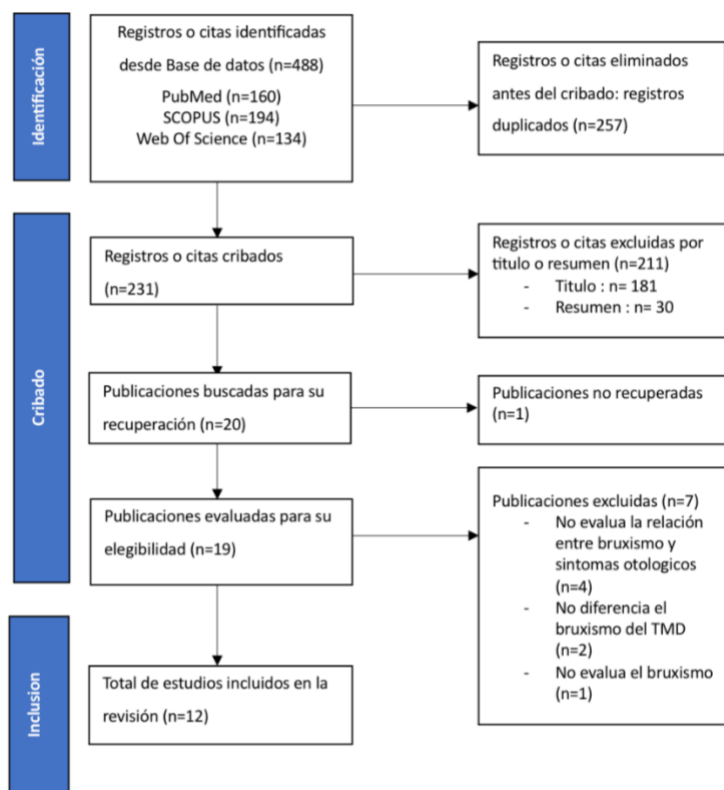 Identificación
Registros o citas identificadas
desde Base de datos (n=488)
PubMed (n=160)
SCOPUS (n=194)
Web Of Science (n=134)
Registros o citas eliminados
antes del cribado: registros
duplicados (n=257)
Cribado
Registros o citas cribados
(n=231)
Registros o citas excluidas por
titulo o resumen (n=211)
- Titulo : n= 181
- Resumen : n= 30
Publicaciones buscadas para su
recuperación (n=20)
Publicaciones no recuperadas
(n=1)
Publicaciones evaluadas para su
elegibilidad (n=19)
Publicaciones excluidas (n=7)
- No evalua la relación
entre bruxismo y
sintomas otologicos
(n=4)
- No diferencia el
bruxismo del TMD
(n=2)
- No evalua el bruxismo
(n=1)
Inclusion
Total de estudios incluidos en la
revisión (n=12)